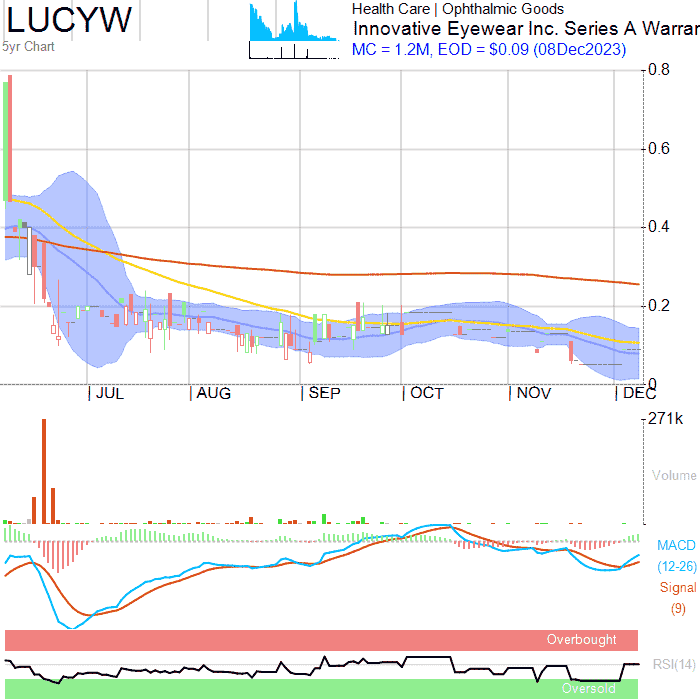 LUCYW
5yr Chart
Health Care | Ophthalmic Goods
Innovative Eyewear Inc. Series A Warrar
MC = 1.2M, EOD = $0.09 (08Dec2023)
0.8
0.6
0.4
0.2
0
JUL AUG SEP OCT NOV DEC
271k
Volume
MACD
(12-26)
Signal
(9)
Overbought
RSI(14)
Oversold